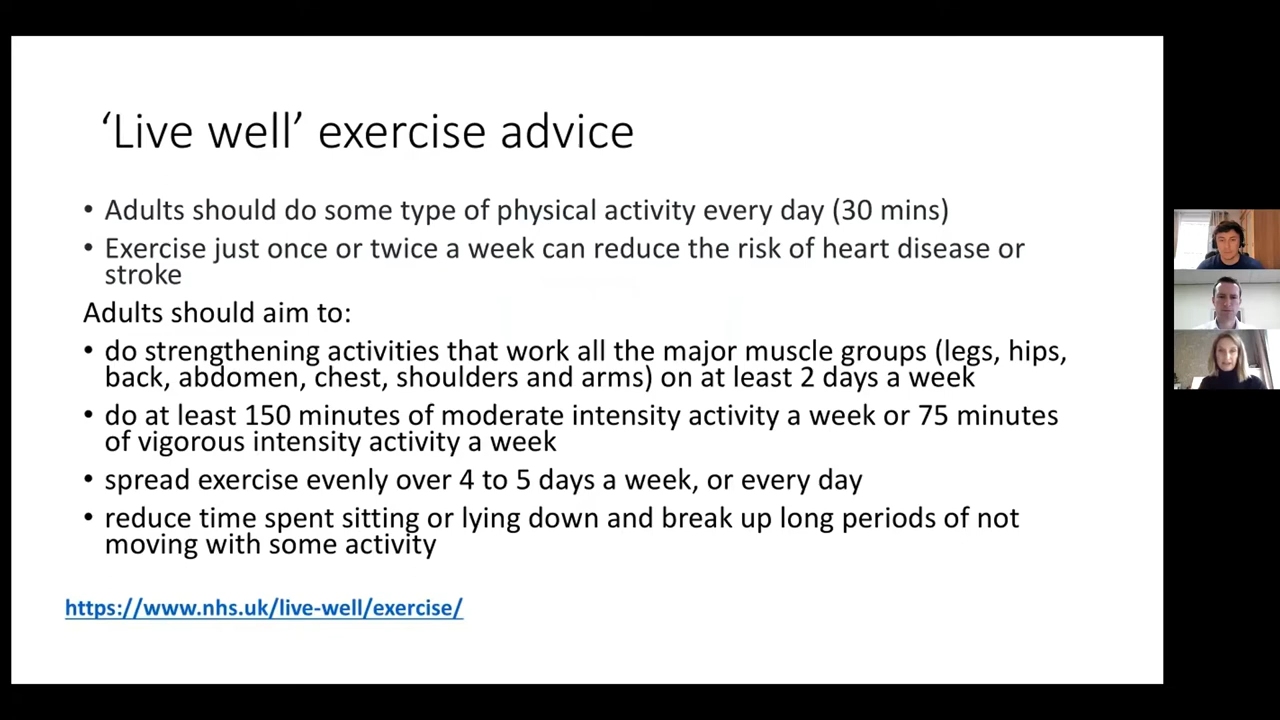 ‘Live well’ exercise advice
• Adults should do some type of physical activity every day (30 mins)
• Exercise just once or twice a week can reduce the risk of heart disease or
stroke
Adults should aim to:
• do strengthening activities that work all the major muscle groups (legs, hips,
back, abdomen, chest, shoulders and arms) on at least 2 days a week
• do at least 150 minutes of moderate intensity activity a week or 75 minutes
of vigorous intensity activity a week
• spread exercise evenly over 4 to 5 days a week, or every day
• reduce time spent sitting or lying down and break up long periods of not
moving with some activity
https://www.nhs.uk/live-well/exercise/